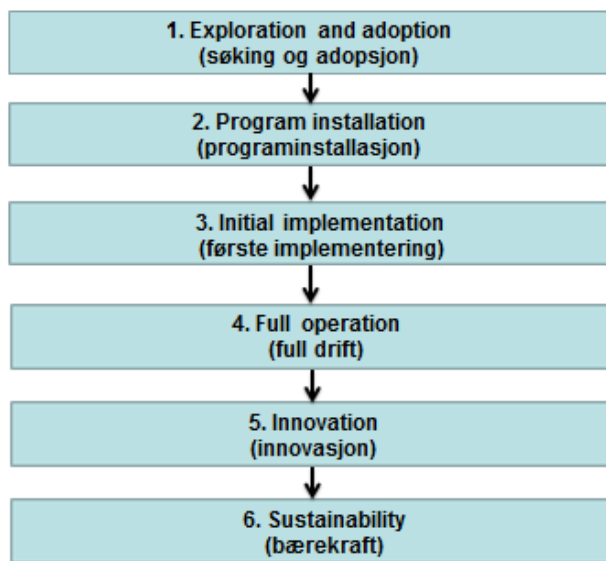 1. Exploration and adoption
(søking og adopsjon)
2. Program installation
(programinstallasjon)
3. Initial implementation
(første implementering)
4. Full operation
(full drift)
5. Innovation
(innovasjon)
6. Sustainability
(bærekraft)